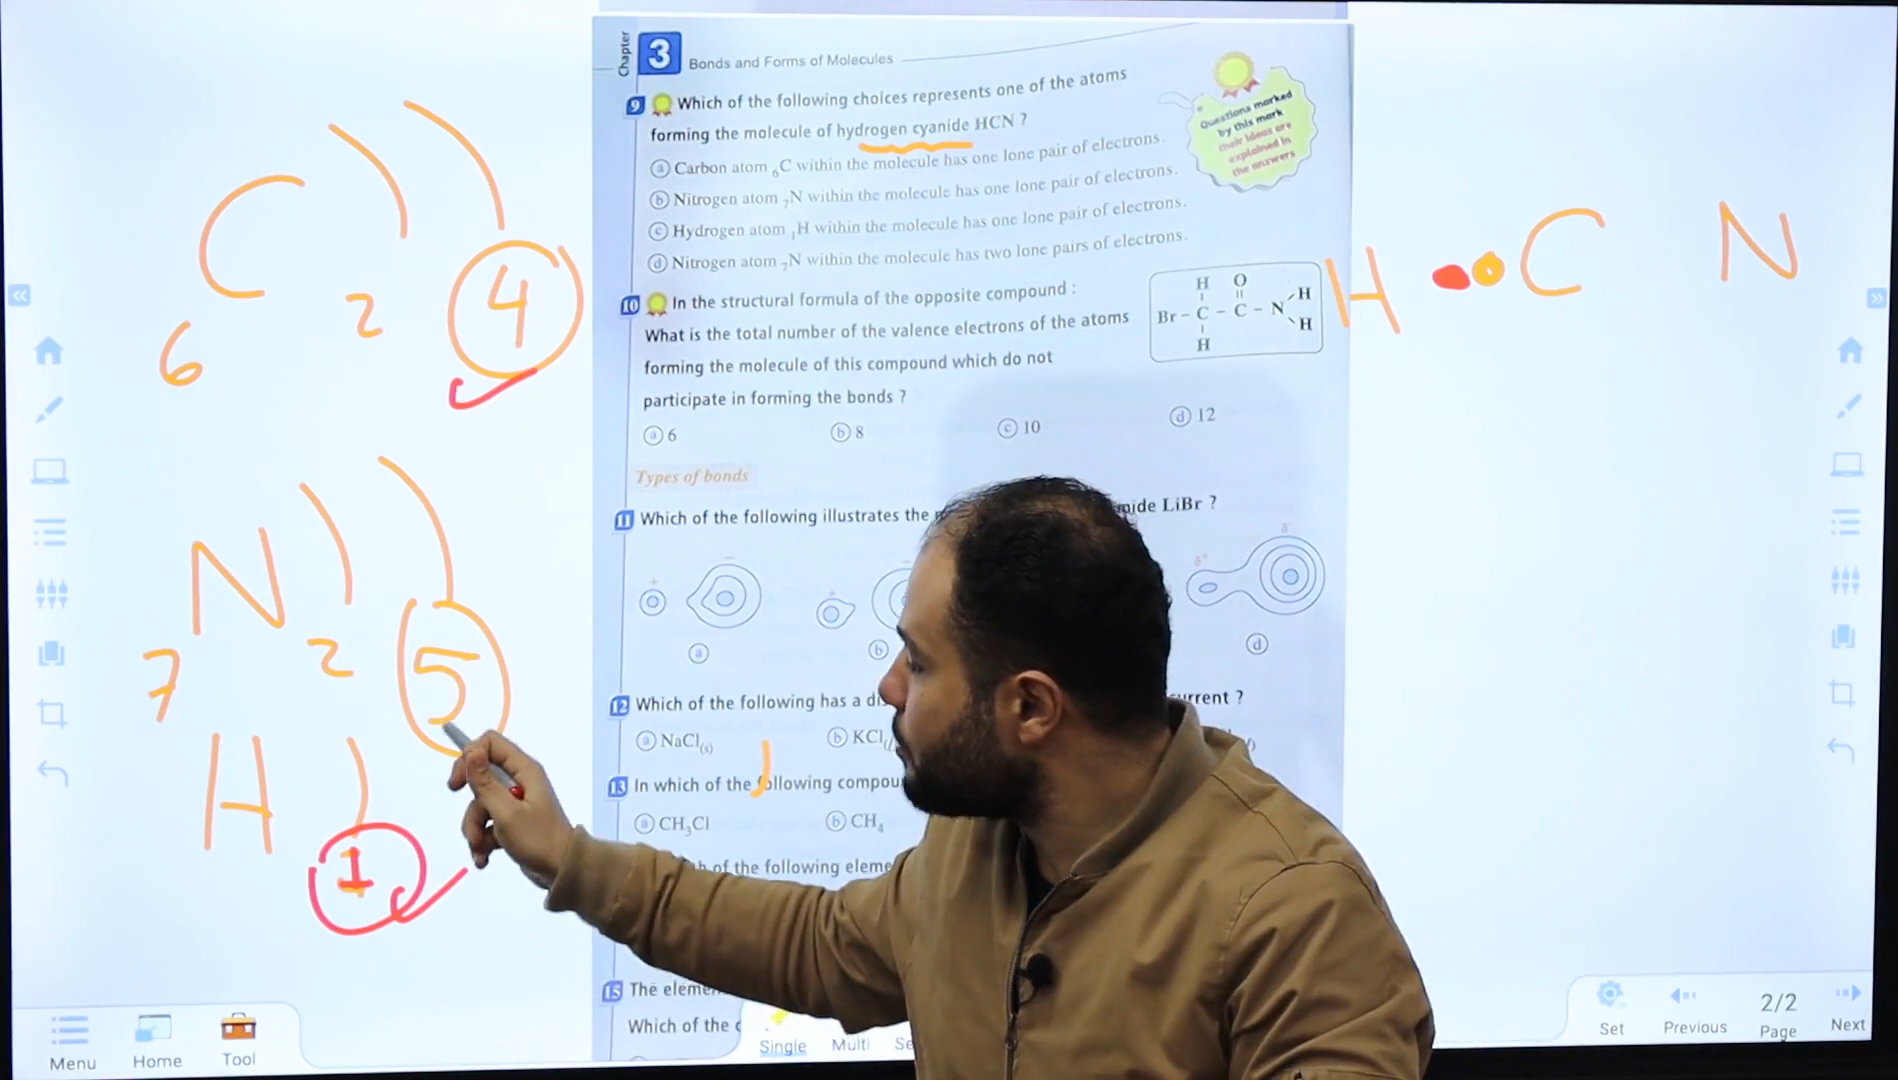 Chapter 3 Bonds and Forms of Molecules
9 Which of the following choices represents one of the atoms
forming the molecule of hydrogen cyanide HCN ?
a Carbon atom ₆C within the molecule has one lone pair of electrons.
b Nitrogen atom ₇N within the molecule has one lone pair of electrons.
c Hydrogen atom ₁H within the molecule has one lone pair of electrons.
d Nitrogen atom ₇N within the molecule has two lone pairs of electrons.
Questions marked
by this mark
their ideas are
explained in
the answers
10 In the structural formula of the opposite compound :
What is the total number of the valence electrons of the atoms
forming the molecule of this compound which do not
participate in forming the bonds ?
H O
Br – C – C – N H
H H
a 6 b 8 c 10 d 12
Types of bonds
11 Which of the following illustrates the LiBr ?
+ − + − δ+ δ−
a b d
12 Which of the following has a current ?
a NaCl(s) b KCl
13 In which of the following
a CH₃Cl b CH₄
of the following
15 The
Which of the
C
6 2 4
N
7 2 5
H
1
H C N
Menu Home Tool
Single Multi
Set Previous 2/2 Page Next